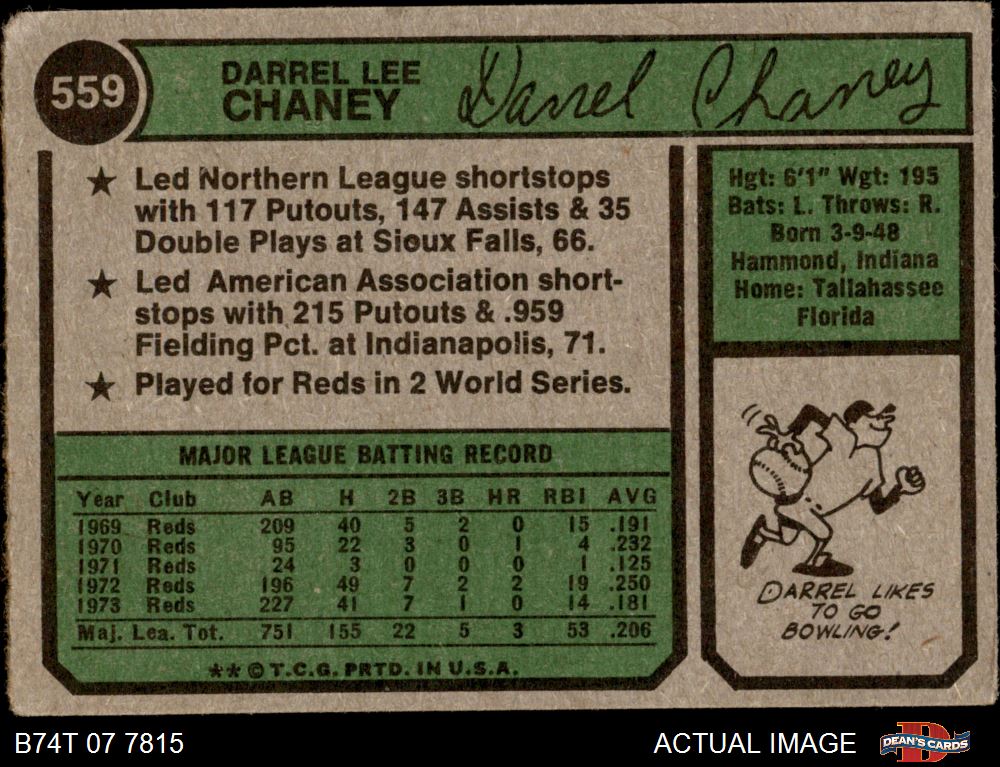 559
DARREL LEE
CHANEY
Darrel Chaney
★ Led Northern League shortstops
with 117 Putouts, 147 Assists & 35
Double Plays at Sioux Falls, 66.
★ Led American Association short-
stops with 215 Putouts & .959
Fielding Pct. at Indianapolis, 71.
★ Played for Reds in 2 World Series.
Hgt: 6'1" Wgt: 195
Bats: L. Throws: R.
Born 3-9-48
Hammond, Indiana
Home: Tallahassee
Florida
MAJOR LEAGUE BATTING RECORD
Year Club AB H 2B 3B HR RBI AVG
1969 Reds 209 40 5 2 0 15 .191
1970 Reds 95 22 3 0 1 4 .232
1971 Reds 24 3 0 0 0 1 .125
1972 Reds 196 49 7 2 2 19 .250
1973 Reds 227 41 7 1 0 14 .181
Maj. Lea. Tot. 751 155 22 5 3 53 .206
** © T.C.G. PRTD. IN U.S.A.
DARREL LIKES
TO GO
BOWLING!
B74T 07 7815
ACTUAL IMAGE
DEAN'S CARDS